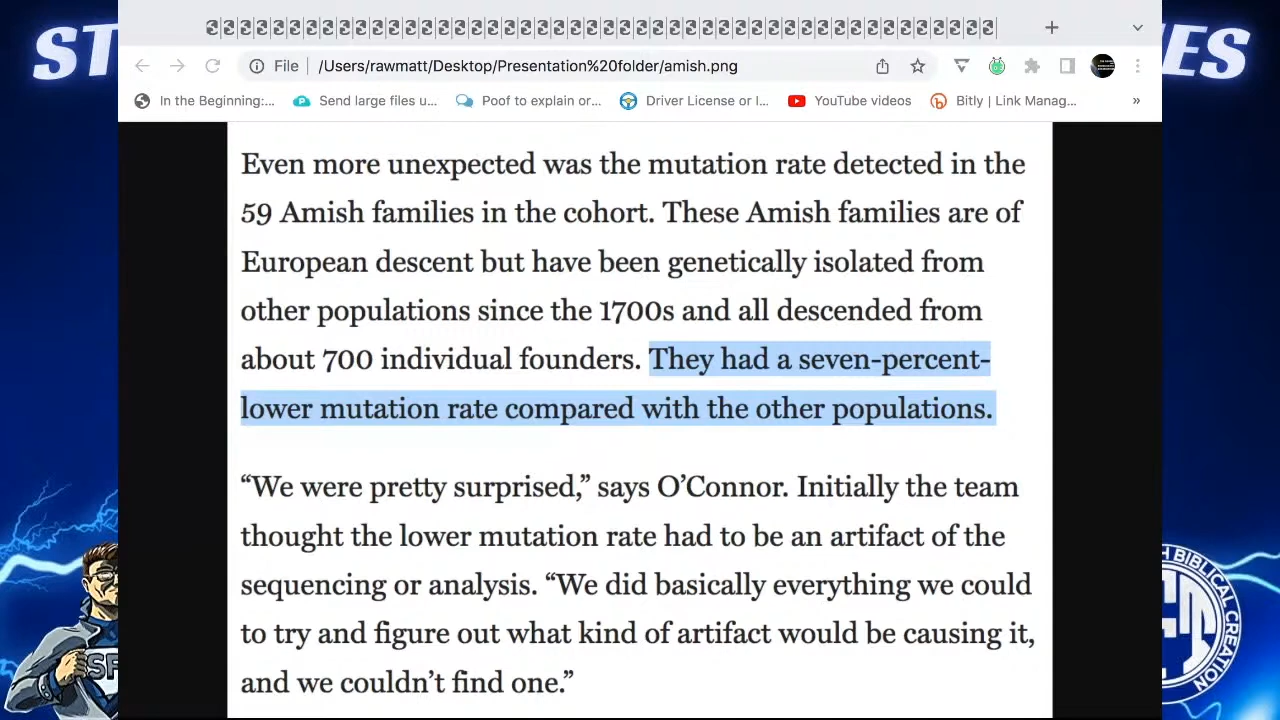 ST
ES
File
/Users/rawmatt/Desktop/Presentation%20folder/amish.png
In the Beginning:...
Send large files u...
Poof to explain or...
Driver License or I...
YouTube videos
Bitly | Link Manag...
»
Even more unexpected was the mutation rate detected in the
59 Amish families in the cohort. These Amish families are of
European descent but have been genetically isolated from
other populations since the 1700s and all descended from
about 700 individual founders. They had a seven-percent-
lower mutation rate compared with the other populations.
“We were pretty surprised,” says O’Connor. Initially the team
thought the lower mutation rate had to be an artifact of the
sequencing or analysis. “We did basically everything we could
to try and figure out what kind of artifact would be causing it,
and we couldn’t find one.”
SF
H BIBLICAL CREATION